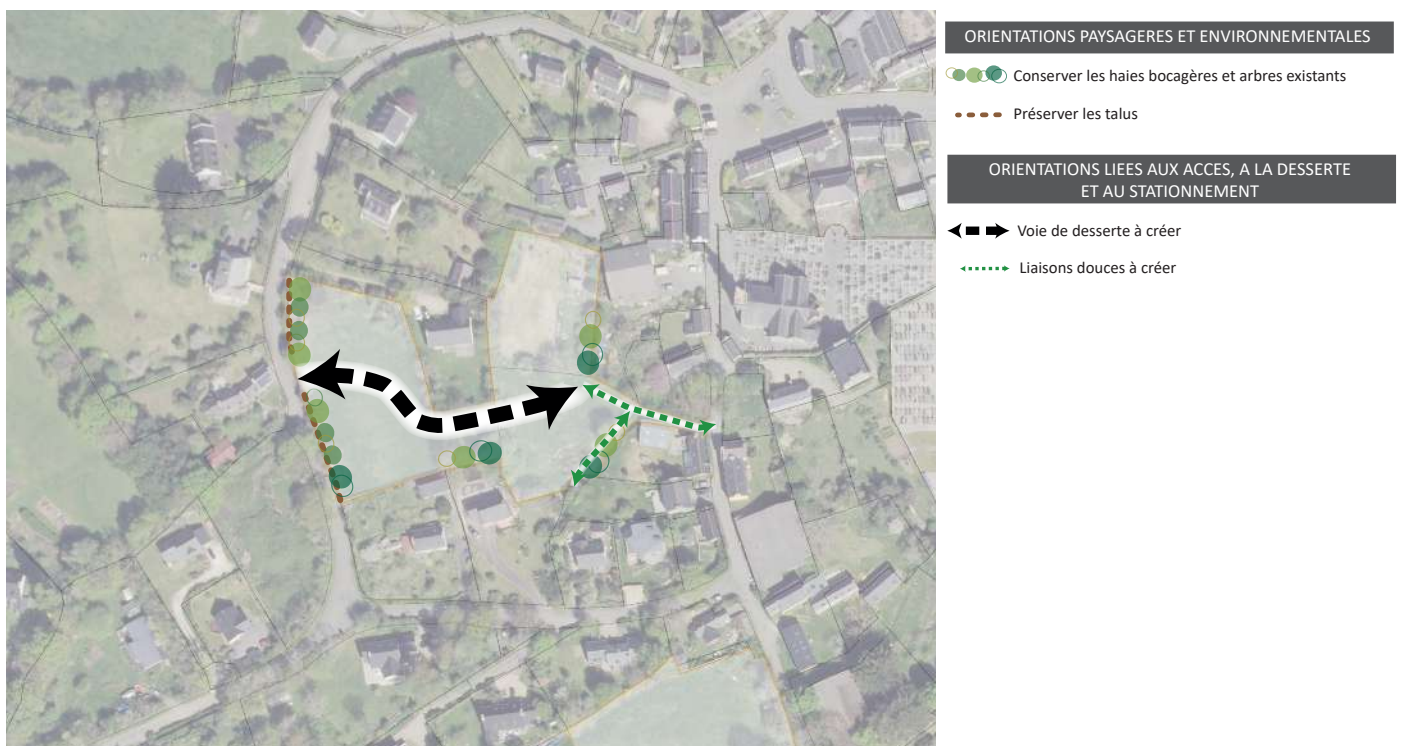 ORIENTATIONS PAYSAGERES ET ENVIRONNEMENTALES
Conserver les haies bocagères et arbres existants
Préserver les talus
ORIENTATIONS LIEES AUX ACCES, A LA DESSERTE
ET AU STATIONNEMENT
Voie de desserte à créer
Liaisons douces à créer